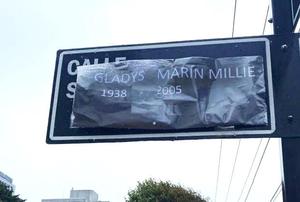 CALLE
S
GLADYS MARIN MILLIE
1938 2005